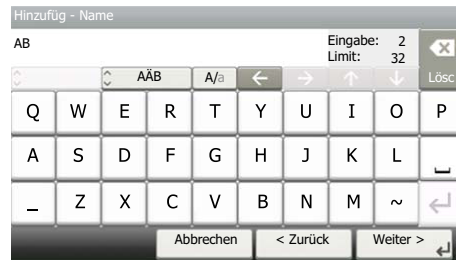 Hinzufüg - Name
AB
Eingabe: 2
Limit: 32
AÄB A/a Lösc
Q W E R T Y U I O P
A S D F G H J K L
_ Z X C V B N M ~
Abbrechen < Zurück Weiter >